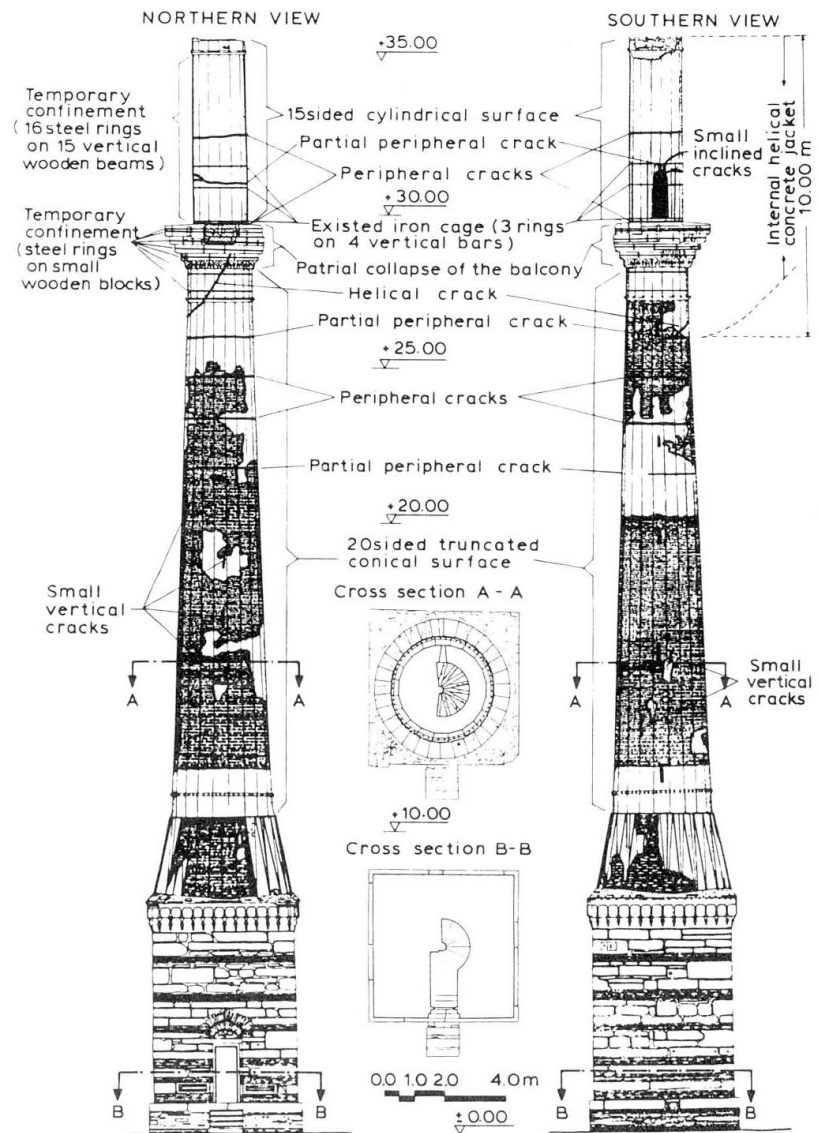 NORTHERN VIEW
SOUTHERN VIEW
+35.00
Temporary
confinement
(16 steel rings
on 15 vertical
wooden beams)
15sided cylindrical surface
Partial peripheral crack
Peripheral cracks
Small
inclined
cracks
Internal helical
concrete jacket
10.00 m
+30.00
Temporary
confinement
(steel rings
on small
wooden blocks)
Existed iron cage (3 rings
on 4 vertical bars)
Patrial collapse of the balcony
Helical crack
Partial peripheral crack
+25.00
Peripheral cracks
Partial peripheral crack
+20.00
20sided truncated
conical surface
Small
vertical
cracks
Cross section A-A
A
A
A
A
Small
vertical
cracks
+10.00
Cross section B-B
0.0 1.0 2.0 4.0m
B
B
B
B
±0.00